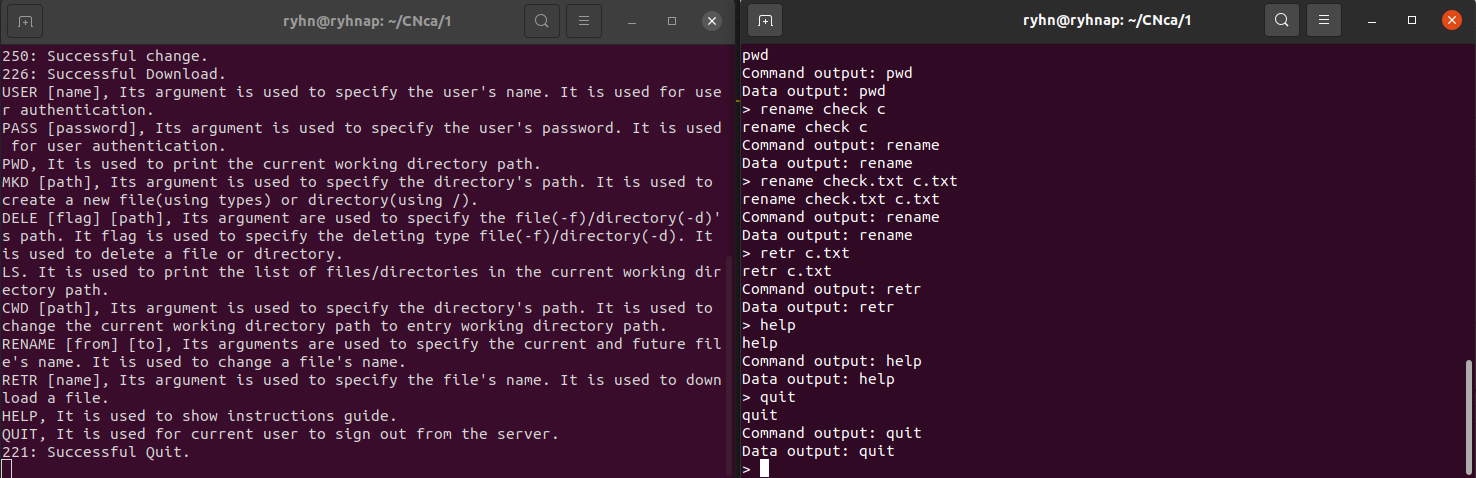 ryhn@ryhnap: ~/CNca/1
250: Successful change.
226: Successful Download.
USER [name], Its argument is used to specify the user's name. It is used for use
r authentication.
PASS [password], Its argument is used to specify the user's password. It is used
 for user authentication.
PWD, It is used to print the current working directory path.
MKD [path], Its argument is used to specify the directory's path. It is used to
create a new file(using types) or directory(using /).
DELE [flag] [path], Its argument are used to specify the file(-f)/directory(-d)'
s path. It flag is used to specify the deleting type file(-f)/directory(-d). It
is used to delete a file or directory.
LS. It is used to print the list of files/directories in the current working dir
ectory path.
CWD [path], Its argument is used to specify the directory's path. It is used to
change the current working directory path to entry working directory path.
RENAME [from] [to], Its arguments are used to specify the current and future fil
e's name. It is used to change a file's name.
RETR [name], Its argument is used to specify the file's name. It is used to down
load a file.
HELP, It is used to show instructions guide.
QUIT, It is used for current user to sign out from the server.
221: Successful Quit.
ryhn@ryhnap: ~/CNca/1
pwd
Command output: pwd
Data output: pwd
> rename check c
rename check c
Command output: rename
Data output: rename
> rename check.txt c.txt
rename check.txt c.txt
Command output: rename
Data output: rename
> retr c.txt
retr c.txt
Command output: retr
Data output: retr
> help
help
Command output: help
Data output: help
> quit
quit
Command output: quit
Data output: quit
>